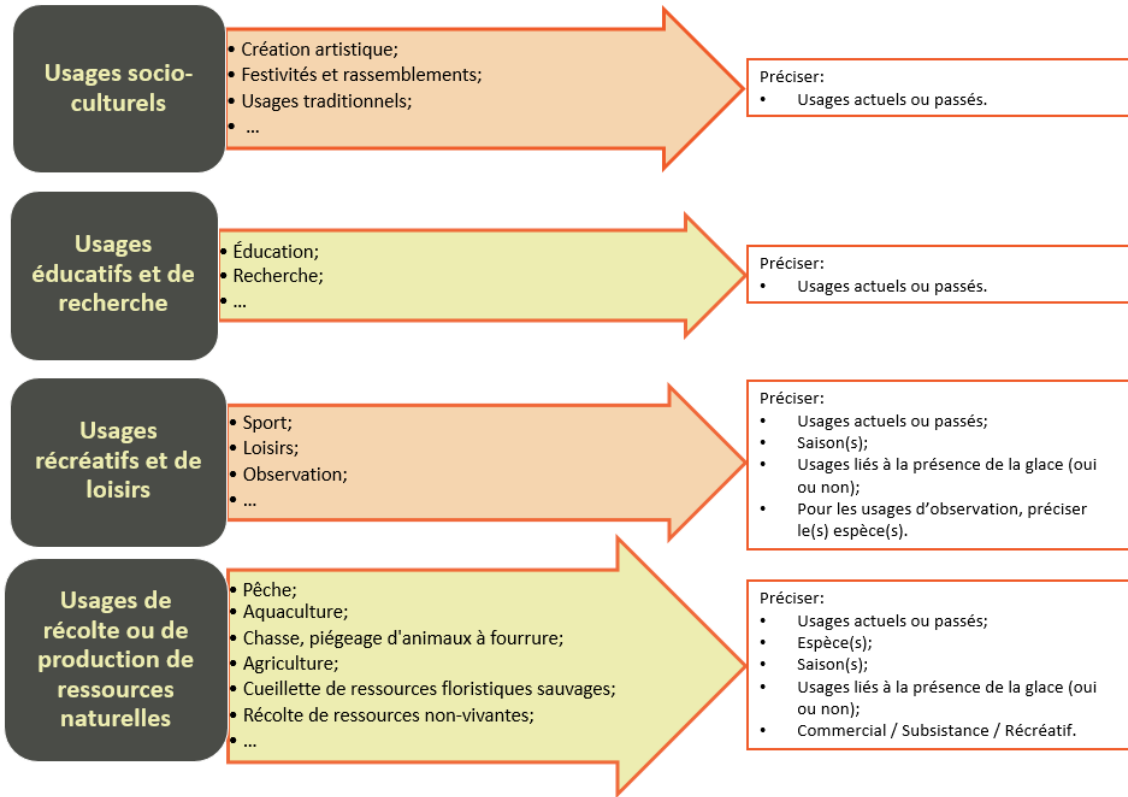 Usages socio-
culturels
• Création artistique;
• Festivités et rassemblements;
• Usages traditionnels;
• ...
Préciser:
• Usages actuels ou passés.
Usages
éducatifs et de
recherche
• Éducation;
• Recherche;
• ...
Préciser:
• Usages actuels ou passés.
Usages
récréatifs et de
loisirs
• Sport;
• Loisirs;
• Observation;
• ...
Préciser:
• Usages actuels ou passés;
• Saison(s);
• Usages liés à la présence de la glace (oui
ou non);
• Pour les usages d’observation, préciser
le(s) espèce(s).
Usages de
récolte ou de
production de
ressources
naturelles
• Pêche;
• Aquaculture;
• Chasse, piégeage d'animaux à fourrure;
• Agriculture;
• Cueillette de ressources floristiques sauvages;
• Récolte de ressources non-vivantes;
• ...
Préciser:
• Usages actuels ou passés;
• Espèce(s);
• Saison(s);
• Usages liés à la présence de la glace (oui
ou non);
• Commercial / Subsistance / Récréatif.